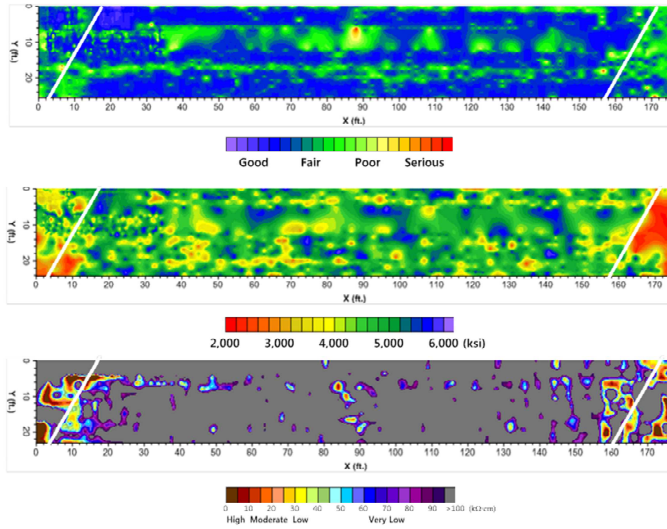 Y (ft.)
0
10
20
0 10 20 30 40 50 60 70 80 90 100 110 120 130 140 150 160 170
X (ft.)
Good Fair Poor Serious
Y (ft.)
0
10
20
0 10 20 30 40 50 60 70 80 90 100 110 120 130 140 150 160 170
X (ft.)
2,000 3,000 4,000 5,000 6,000 (ksi)
Y (ft.)
0
10
20
0 10 20 30 40 50 60 70 80 90 100 110 120 130 140 150 160 170
X (ft.)
0 5 10 20 25 30 40 50 55 60 70 80 90 >100 (kΩ·cm)
High Moderate Low Very Low